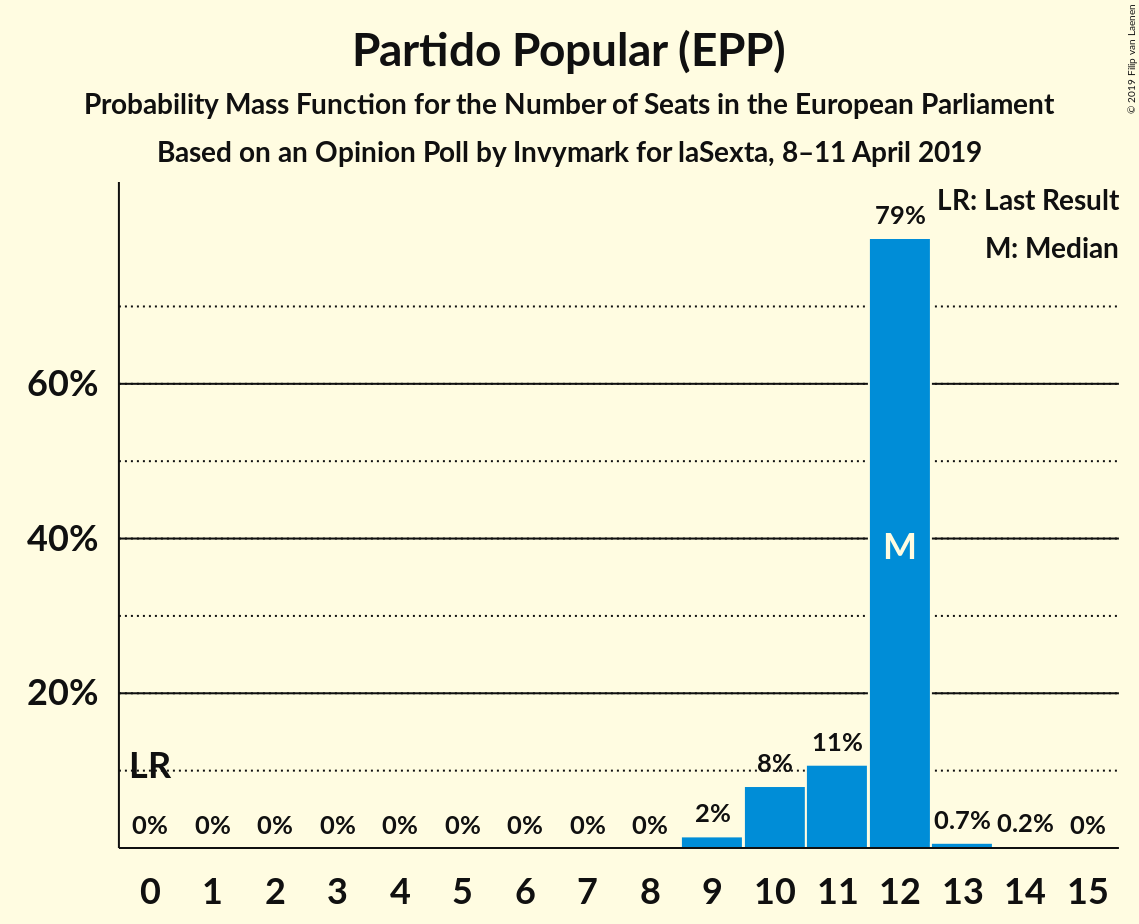 Partido Popular (EPP)
Probability Mass Function for the Number of Seats in the European Parliament
Based on an Opinion Poll by Invymark for laSexta, 8–11 April 2019
© 2019 Filip van Laenen
LR: Last Result
M: Median
79%
60%
40%
M
20%
LR
0% 0% 0% 0% 0% 0% 0% 0% 0% 2% 8% 11% 0.7% 0.2% 0%
0 1 2 3 4 5 6 7 8 9 10 11 12 13 14 15